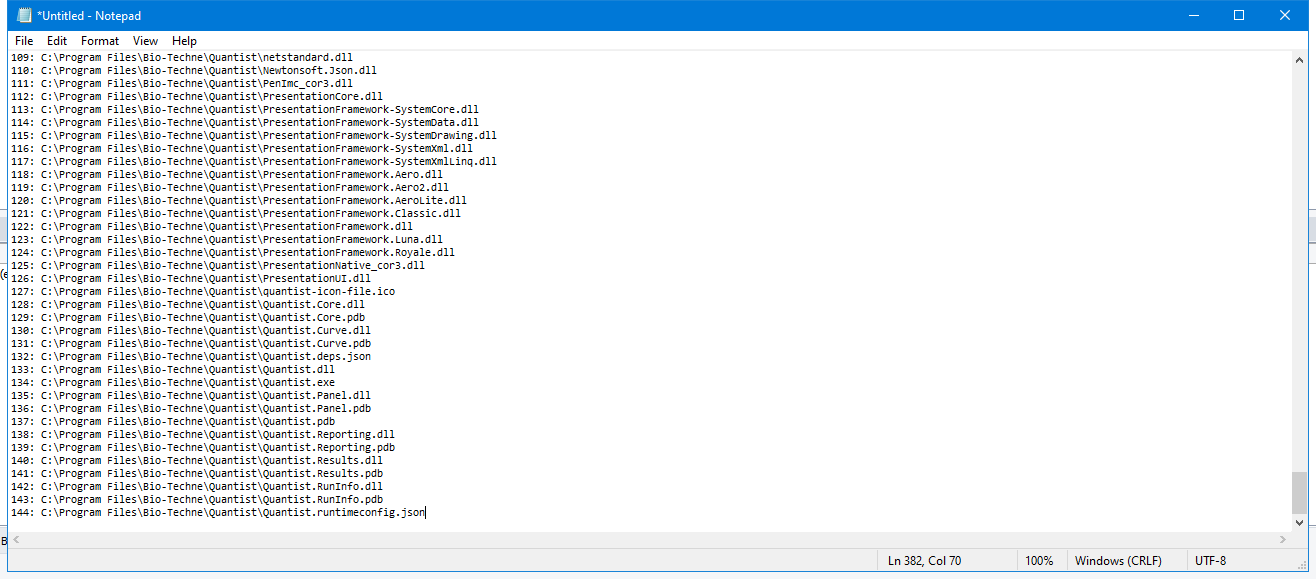 *Untitled - Notepad
File Edit Format View Help
109: C:\Program Files\Bio-Techne\Quantist\netstandard.dll
110: C:\Program Files\Bio-Techne\Quantist\Newtonsoft.Json.dll
111: C:\Program Files\Bio-Techne\Quantist\PenImc_cor3.dll
112: C:\Program Files\Bio-Techne\Quantist\PresentationCore.dll
113: C:\Program Files\Bio-Techne\Quantist\PresentationFramework-SystemCore.dll
114: C:\Program Files\Bio-Techne\Quantist\PresentationFramework-SystemData.dll
115: C:\Program Files\Bio-Techne\Quantist\PresentationFramework-SystemDrawing.dll
116: C:\Program Files\Bio-Techne\Quantist\PresentationFramework-SystemXml.dll
117: C:\Program Files\Bio-Techne\Quantist\PresentationFramework-SystemXmlLinq.dll
118: C:\Program Files\Bio-Techne\Quantist\PresentationFramework.Aero.dll
119: C:\Program Files\Bio-Techne\Quantist\PresentationFramework.Aero2.dll
120: C:\Program Files\Bio-Techne\Quantist\PresentationFramework.AeroLite.dll
121: C:\Program Files\Bio-Techne\Quantist\PresentationFramework.Classic.dll
122: C:\Program Files\Bio-Techne\Quantist\PresentationFramework.dll
123: C:\Program Files\Bio-Techne\Quantist\PresentationFramework.Luna.dll
124: C:\Program Files\Bio-Techne\Quantist\PresentationFramework.Royale.dll
125: C:\Program Files\Bio-Techne\Quantist\PresentationNative_cor3.dll
126: C:\Program Files\Bio-Techne\Quantist\PresentationUI.dll
127: C:\Program Files\Bio-Techne\Quantist\quantist-icon-file.ico
128: C:\Program Files\Bio-Techne\Quantist\Quantist.Core.dll
129: C:\Program Files\Bio-Techne\Quantist\Quantist.Core.pdb
130: C:\Program Files\Bio-Techne\Quantist\Quantist.Curve.dll
131: C:\Program Files\Bio-Techne\Quantist\Quantist.Curve.pdb
132: C:\Program Files\Bio-Techne\Quantist\Quantist.deps.json
133: C:\Program Files\Bio-Techne\Quantist\Quantist.dll
134: C:\Program Files\Bio-Techne\Quantist\Quantist.exe
135: C:\Program Files\Bio-Techne\Quantist\Quantist.Panel.dll
136: C:\Program Files\Bio-Techne\Quantist\Quantist.Panel.pdb
137: C:\Program Files\Bio-Techne\Quantist\Quantist.pdb
138: C:\Program Files\Bio-Techne\Quantist\Quantist.Reporting.dll
139: C:\Program Files\Bio-Techne\Quantist\Quantist.Reporting.pdb
140: C:\Program Files\Bio-Techne\Quantist\Quantist.Results.dll
141: C:\Program Files\Bio-Techne\Quantist\Quantist.Results.pdb
142: C:\Program Files\Bio-Techne\Quantist\Quantist.RunInfo.dll
143: C:\Program Files\Bio-Techne\Quantist\Quantist.RunInfo.pdb
144: C:\Program Files\Bio-Techne\Quantist\Quantist.runtimeconfig.json
Ln 382, Col 70 100% Windows (CRLF) UTF-8